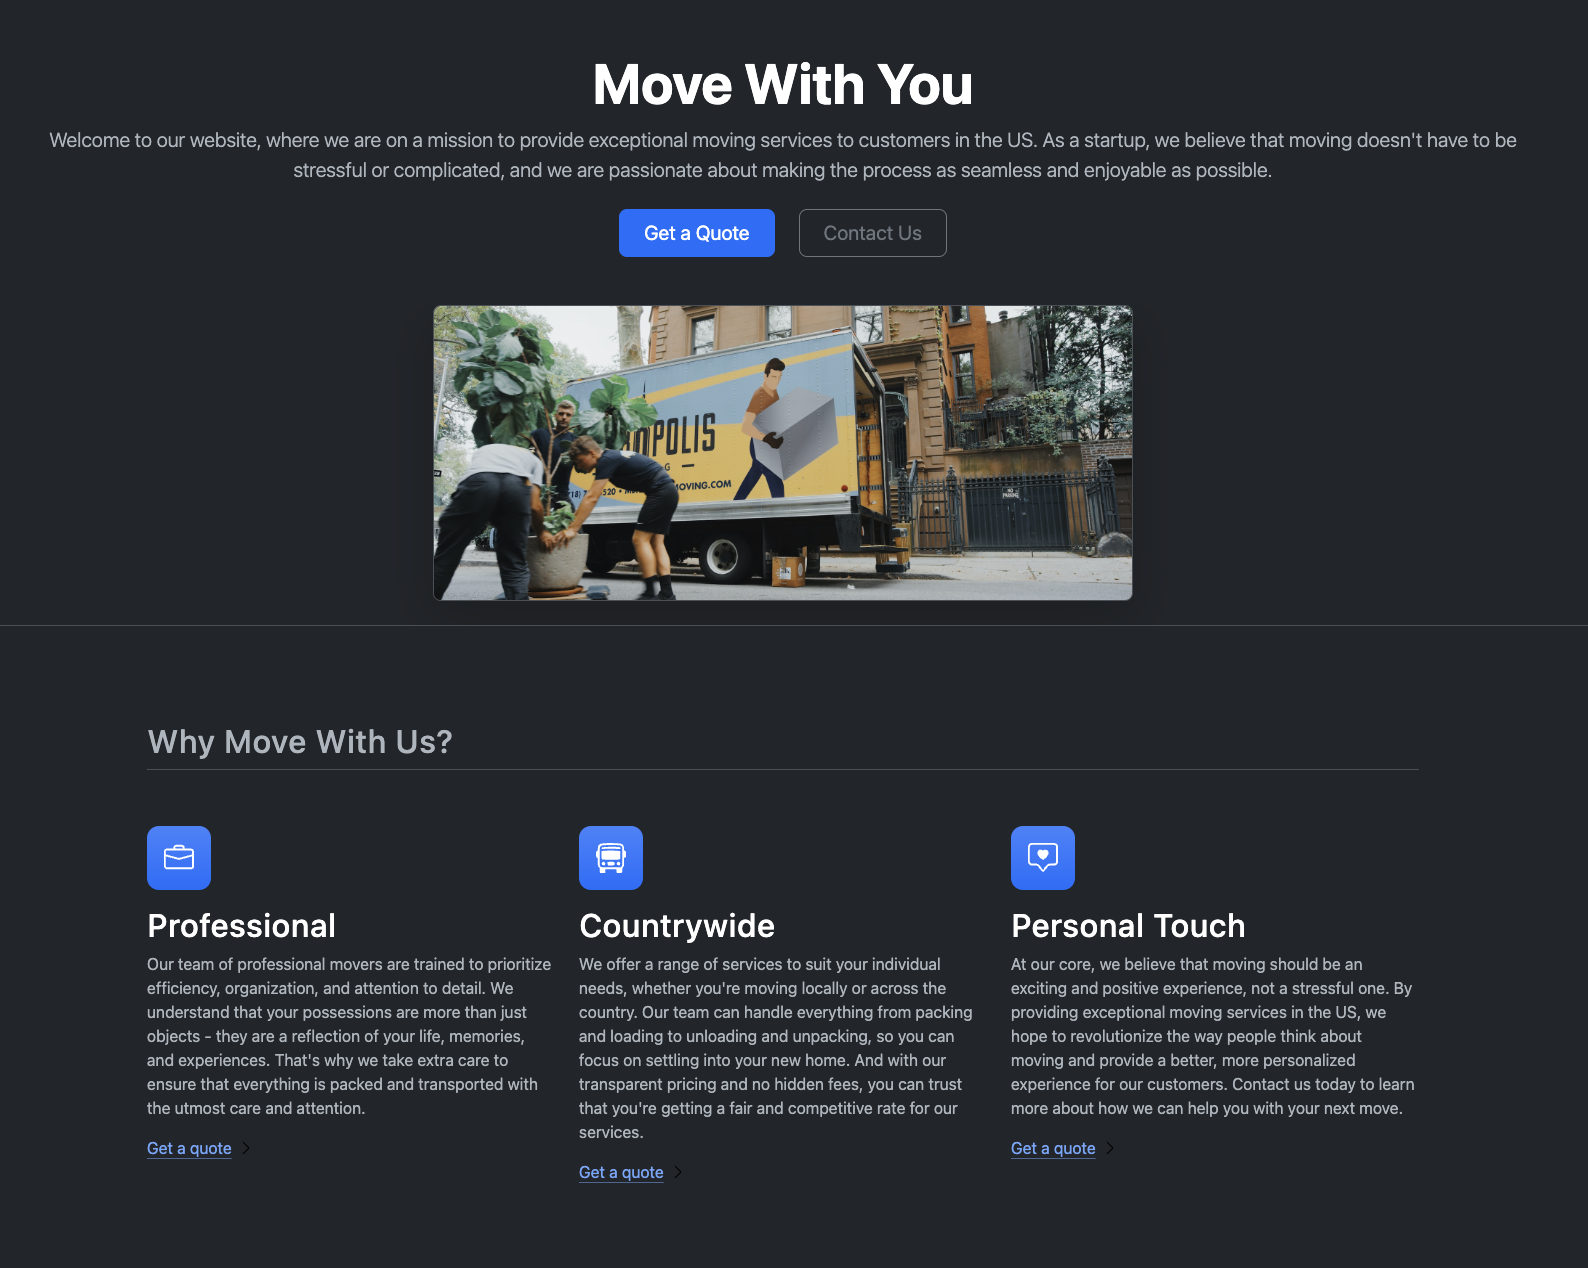 Move With You
Welcome to our website, where we are on a mission to provide exceptional moving services to customers in the US. As a startup, we believe that moving doesn't have to be
stressful or complicated, and we are passionate about making the process as seamless and enjoyable as possible.
Get a Quote
Contact Us
OPOLIS
G
520 •
MOVING.COM
NO
PARKING
Why Move With Us?
Professional
Our team of professional movers are trained to prioritize
efficiency, organization, and attention to detail. We
understand that your possessions are more than just
objects - they are a reflection of your life, memories,
and experiences. That's why we take extra care to
ensure that everything is packed and transported with
the utmost care and attention.
Get a quote
Countrywide
We offer a range of services to suit your individual
needs, whether you're moving locally or across the
country. Our team can handle everything from packing
and loading to unloading and unpacking, so you can
focus on settling into your new home. And with our
transparent pricing and no hidden fees, you can trust
that you're getting a fair and competitive rate for our
services.
Get a quote
Personal Touch
At our core, we believe that moving should be an
exciting and positive experience, not a stressful one. By
providing exceptional moving services in the US, we
hope to revolutionize the way people think about
moving and provide a better, more personalized
experience for our customers. Contact us today to learn
more about how we can help you with your next move.
Get a quote